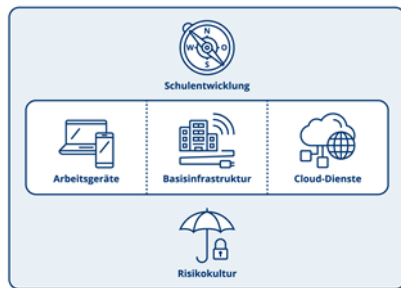 N
W O
S
Schulentwicklung
Arbeitsgeräte Basisinfrastruktur Cloud-Dienste
Risikokultur